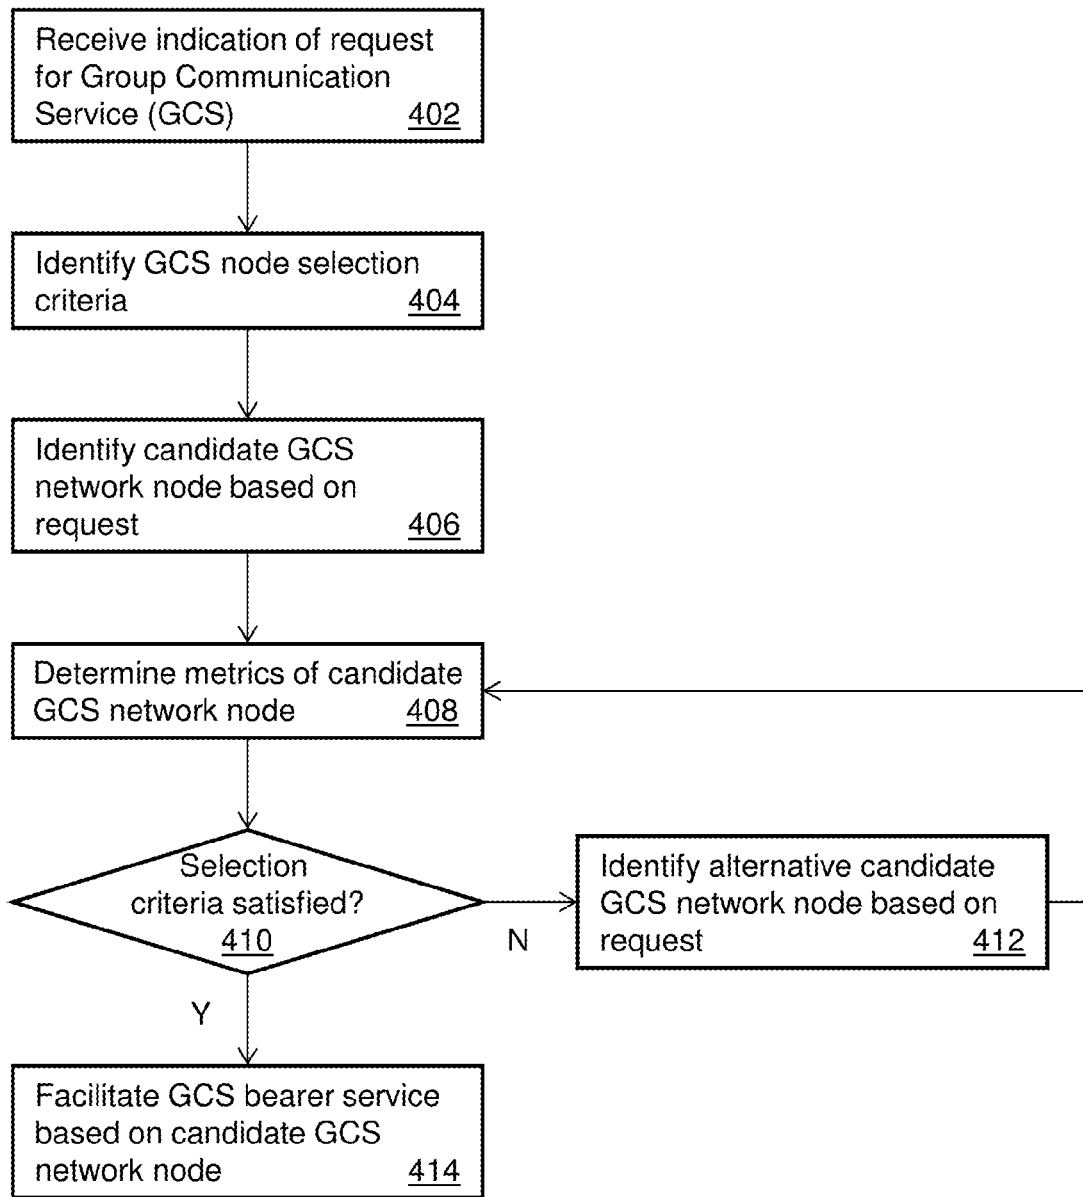 Receive indication of request
for Group Communication
Service (GCS) 402
Identify GCS node selection
criteria 404
Identify candidate GCS
network node based on
request 406
Determine metrics of candidate
GCS network node 408
Selection
criteria satisfied?
410
N
Identify alternative candidate
GCS network node based on
request 412
Y
Facilitate GCS bearer service
based on candidate GCS
network node 414